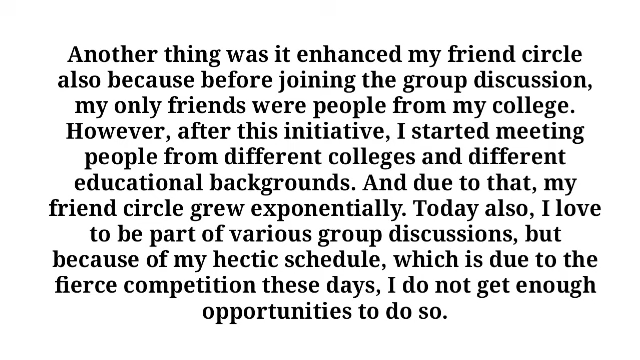 Another thing was it enhanced my friend circle
also because before joining the group discussion,
my only friends were people from my college.
However, after this initiative, I started meeting
people from different colleges and different
educational backgrounds. And due to that, my
friend circle grew exponentially. Today also, I love
to be part of various group discussions, but
because of my hectic schedule, which is due to the
fierce competition these days, I do not get enough
opportunities to do so.